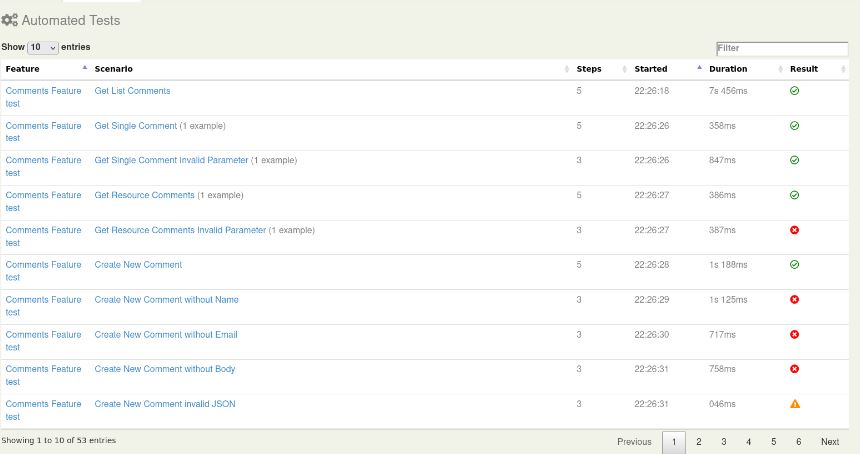 Automated Tests
Show 10 entries
Filter
Feature Scenario Steps Started Duration Result
Comments Feature Get List Comments 5 22:26:18 7s 456ms
test
Comments Feature Get Single Comment (1 example) 5 22:26:26 358ms
test
Comments Feature Get Single Comment Invalid Parameter (1 example) 3 22:26:26 847ms
test
Comments Feature Get Resource Comments (1 example) 5 22:26:27 386ms
test
Comments Feature Get Resource Comments Invalid Parameter (1 example) 3 22:26:27 387ms
test
Comments Feature Create New Comment 5 22:26:28 1s 188ms
test
Comments Feature Create New Comment without Name 3 22:26:29 1s 125ms
test
Comments Feature Create New Comment without Email 3 22:26:30 717ms
test
Comments Feature Create New Comment without Body 3 22:26:31 758ms
test
Comments Feature Create New Comment invalid JSON 3 22:26:31 046ms
test
Showing 1 to 10 of 53 entries
Previous 1 2 3 4 5 6 Next